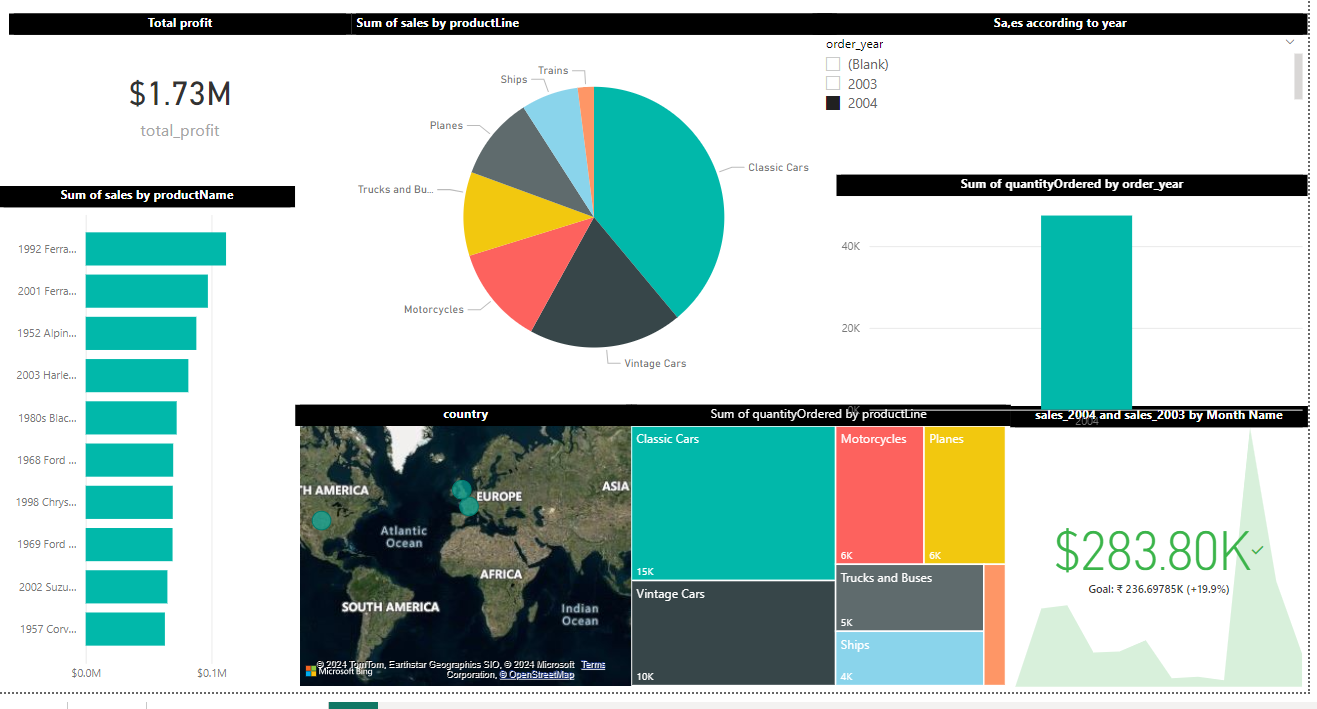 Total profit
Sum of sales by productLine
Sa,es according to year
$1.73M
total_profit
Trains
Ships
Planes
Classic Cars
Trucks and Bu...
Motorcycles
Vintage Cars
order_year
(Blank)
2003
2004
Sum of sales by productName
1992 Ferra...
2001 Ferra...
1952 Alpin...
2003 Harle...
1980s Blac...
1968 Ford ...
1998 Chrys...
1969 Ford ...
2002 Suzu...
1957 Corv...
$0.0M
$0.1M
Sum of quantityOrdered by order_year
40K
20K
0K
2004
country
TH AMERICA
EUROPE
ASIA
Atlantic
Ocean
AFRICA
SOUTH AMERICA
Indian
Ocean
© 2024 TomTom, Earthstar Geographics SIO, © 2024 Microsoft Terms
Corporation, © OpenStreetMap
Microsoft Bing
Sum of quantityOrdered by productLine
Classic Cars
15K
Vintage Cars
10K
Motorcycles
6K
Planes
6K
Trucks and Buses
5K
Ships
4K
sales_2004 and sales_2003 by Month Name
$283.80K
Goal: ₹ 236.69785K (+19.9%)